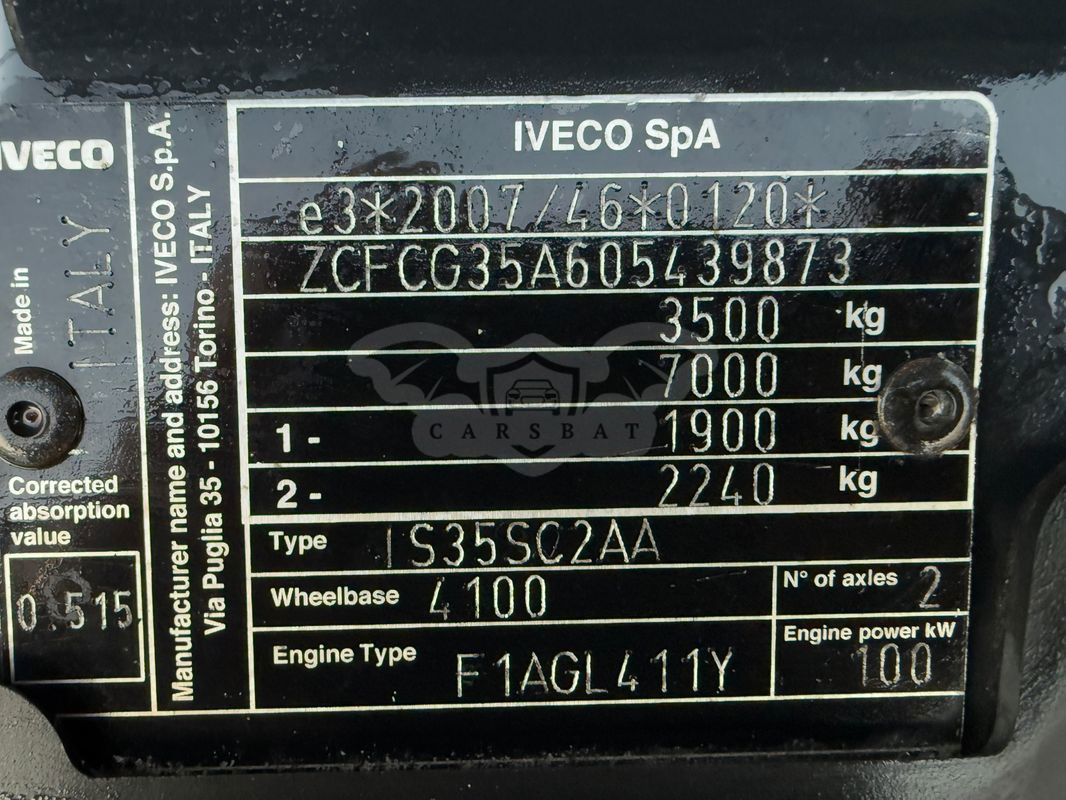 IVECO
Made in
ITALY
Corrected
absorption
value
0.515
Manufacturer name and address: IVECO S.p.A.
Via Puglia 35 - 10156 Torino - ITALY
IVECO SpA
e3*2007/46*0120*
ZCFCG35A605439873
3500 kg
7000 kg
1 - 1900 kg
2 - 2240 kg
CARSBAT
Type IS35SC2AA
Wheelbase 4100
N° of axles 2
Engine Type F1AGL411Y
Engine power kW
100